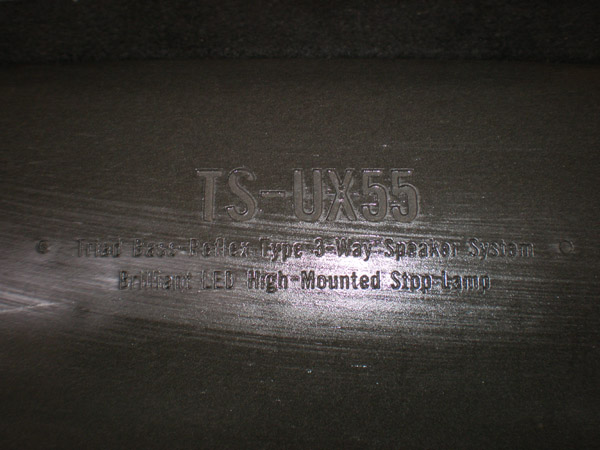 TS-UX55
Triad Bass-Reflex Type 3-Way Speaker System
Brilliant LED High-Mounted Stop-Lamp